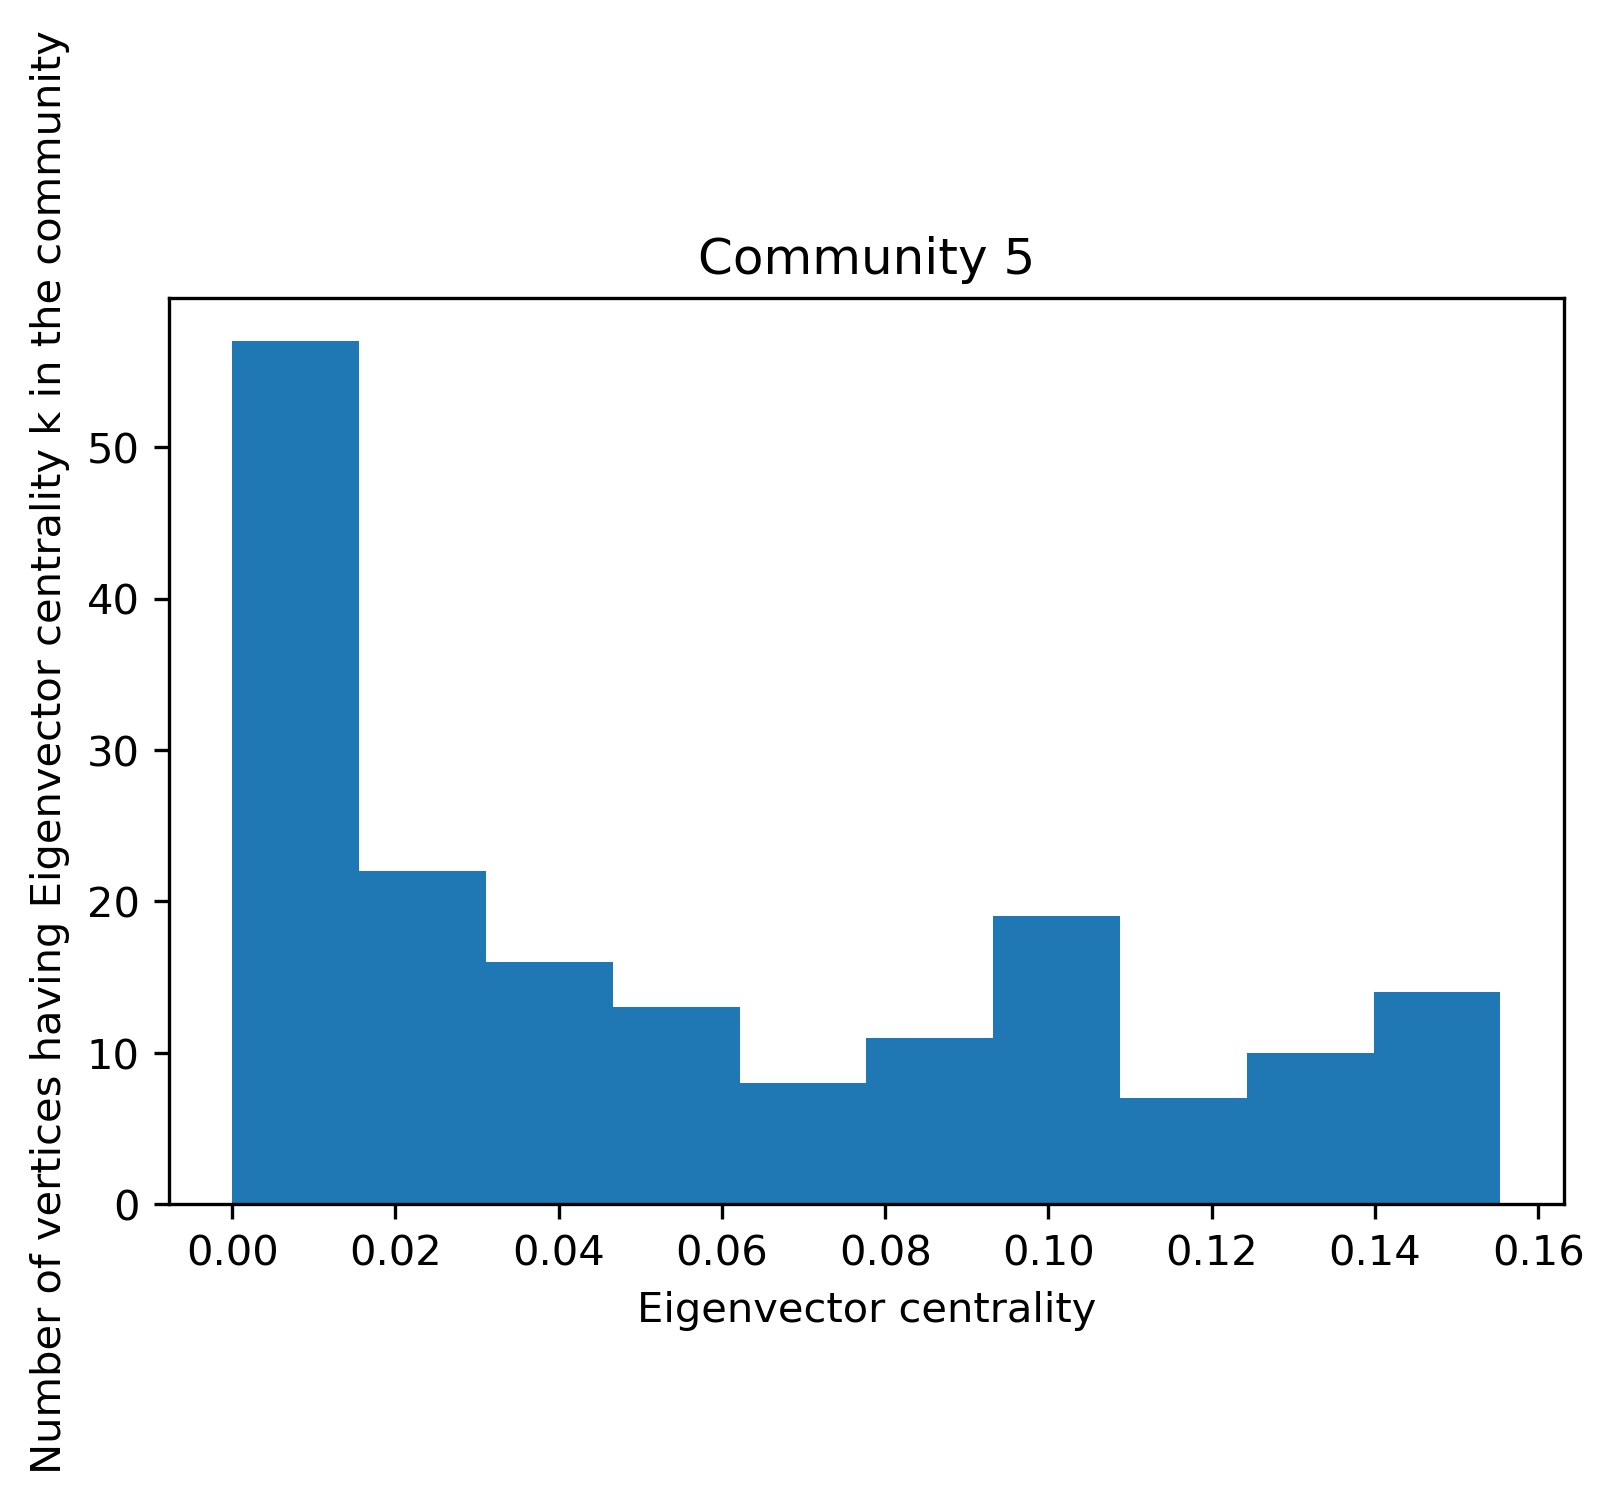 Community 5
Number of vertices having Eigenvector centrality k in the community
50
40
30
20
10
0
0.00 0.02 0.04 0.06 0.08 0.10 0.12 0.14 0.16
Eigenvector centrality